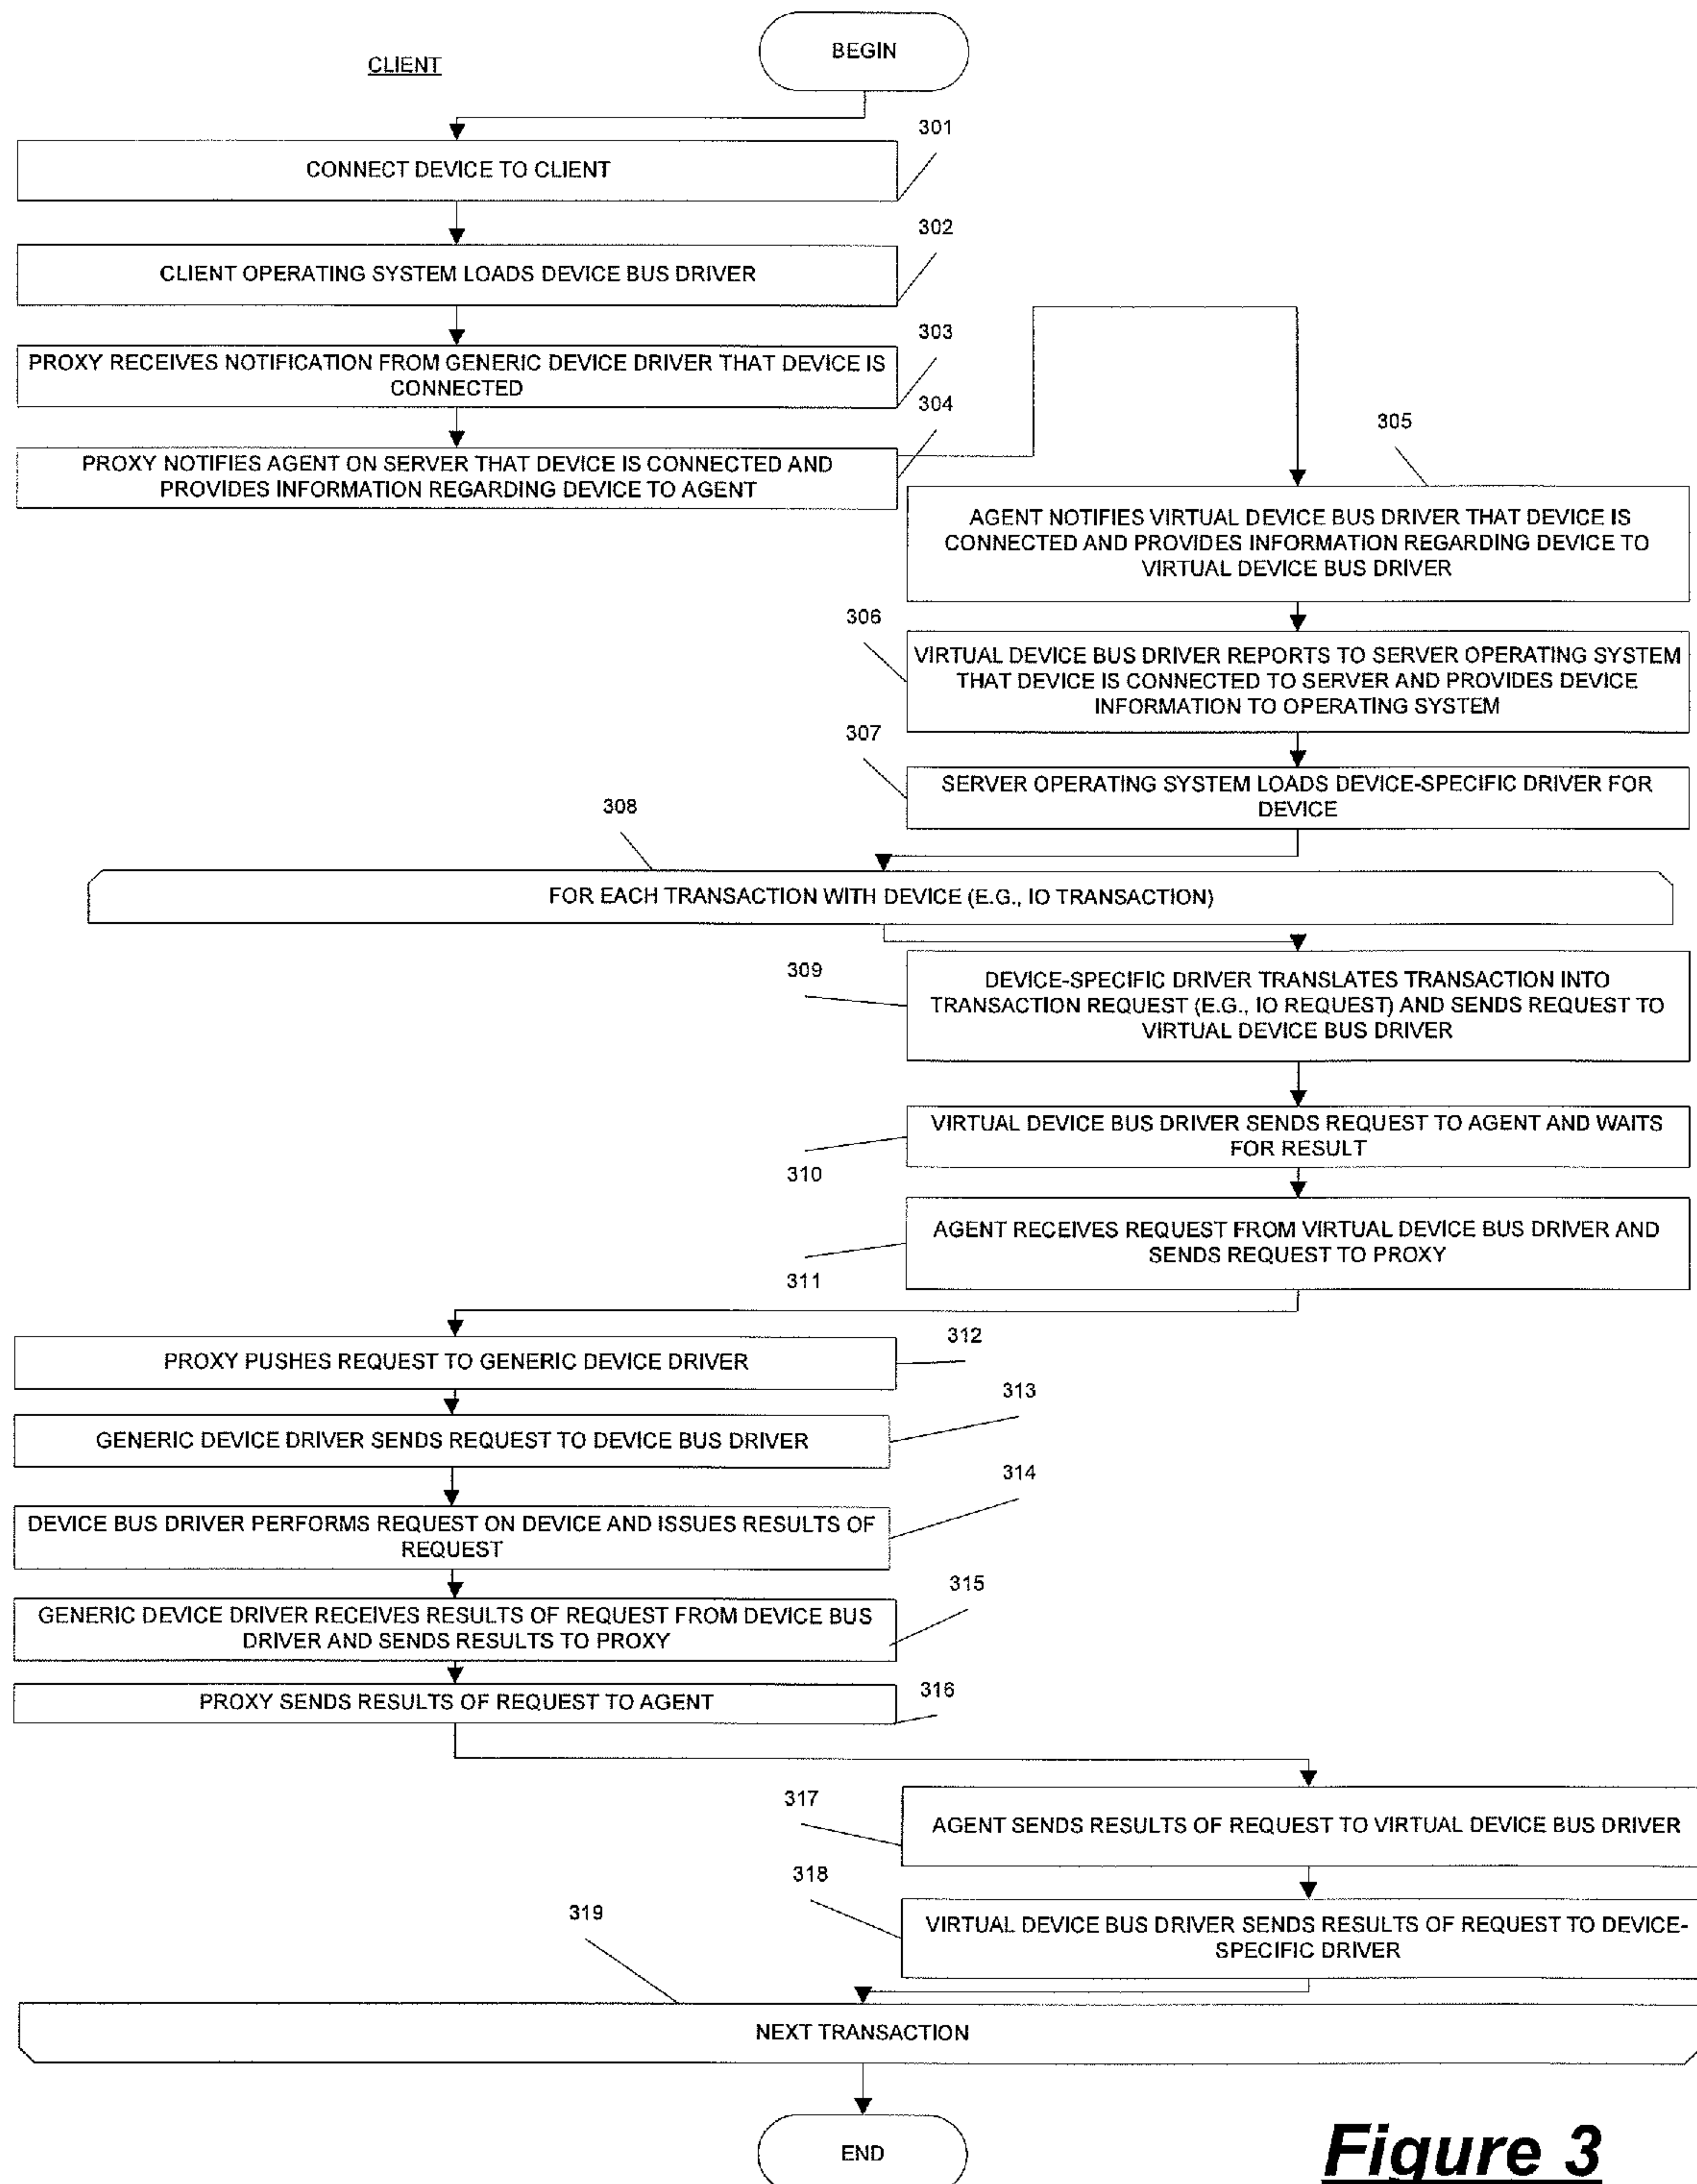 BEGIN
CLIENT
301
CONNECT DEVICE TO CLIENT
302
CLIENT OPERATING SYSTEM LOADS DEVICE BUS DRIVER
303
PROXY RECEIVES NOTIFICATION FROM GENERIC DEVICE DRIVER THAT DEVICE IS
CONNECTED
304
PROXY NOTIFIES AGENT ON SERVER THAT DEVICE IS CONNECTED AND
PROVIDES INFORMATION REGARDING DEVICE TO AGENT
305
AGENT NOTIFIES VIRTUAL DEVICE BUS DRIVER THAT DEVICE IS
CONNECTED AND PROVIDES INFORMATION REGARDING DEVICE TO
VIRTUAL DEVICE BUS DRIVER
306
VIRTUAL DEVICE BUS DRIVER REPORTS TO SERVER OPERATING SYSTEM
THAT DEVICE IS CONNECTED TO SERVER AND PROVIDES DEVICE
INFORMATION TO OPERATING SYSTEM
307
SERVER OPERATING SYSTEM LOADS DEVICE-SPECIFIC DRIVER FOR
DEVICE
308
FOR EACH TRANSACTION WITH DEVICE (E.G., IO TRANSACTION)
309
DEVICE-SPECIFIC DRIVER TRANSLATES TRANSACTION INTO
TRANSACTION REQUEST (E.G., IO REQUEST) AND SENDS REQUEST TO
VIRTUAL DEVICE BUS DRIVER
VIRTUAL DEVICE BUS DRIVER SENDS REQUEST TO AGENT AND WAITS
FOR RESULT
310
AGENT RECEIVES REQUEST FROM VIRTUAL DEVICE BUS DRIVER AND
SENDS REQUEST TO PROXY
311
312
PROXY PUSHES REQUEST TO GENERIC DEVICE DRIVER
313
GENERIC DEVICE DRIVER SENDS REQUEST TO DEVICE BUS DRIVER
314
DEVICE BUS DRIVER PERFORMS REQUEST ON DEVICE AND ISSUES RESULTS OF
REQUEST
315
GENERIC DEVICE DRIVER RECEIVES RESULTS OF REQUEST FROM DEVICE BUS
DRIVER AND SENDS RESULTS TO PROXY
316
PROXY SENDS RESULTS OF REQUEST TO AGENT
317
AGENT SENDS RESULTS OF REQUEST TO VIRTUAL DEVICE BUS DRIVER
318
VIRTUAL DEVICE BUS DRIVER SENDS RESULTS OF REQUEST TO DEVICE-
SPECIFIC DRIVER
319
NEXT TRANSACTION
END
Figure 3